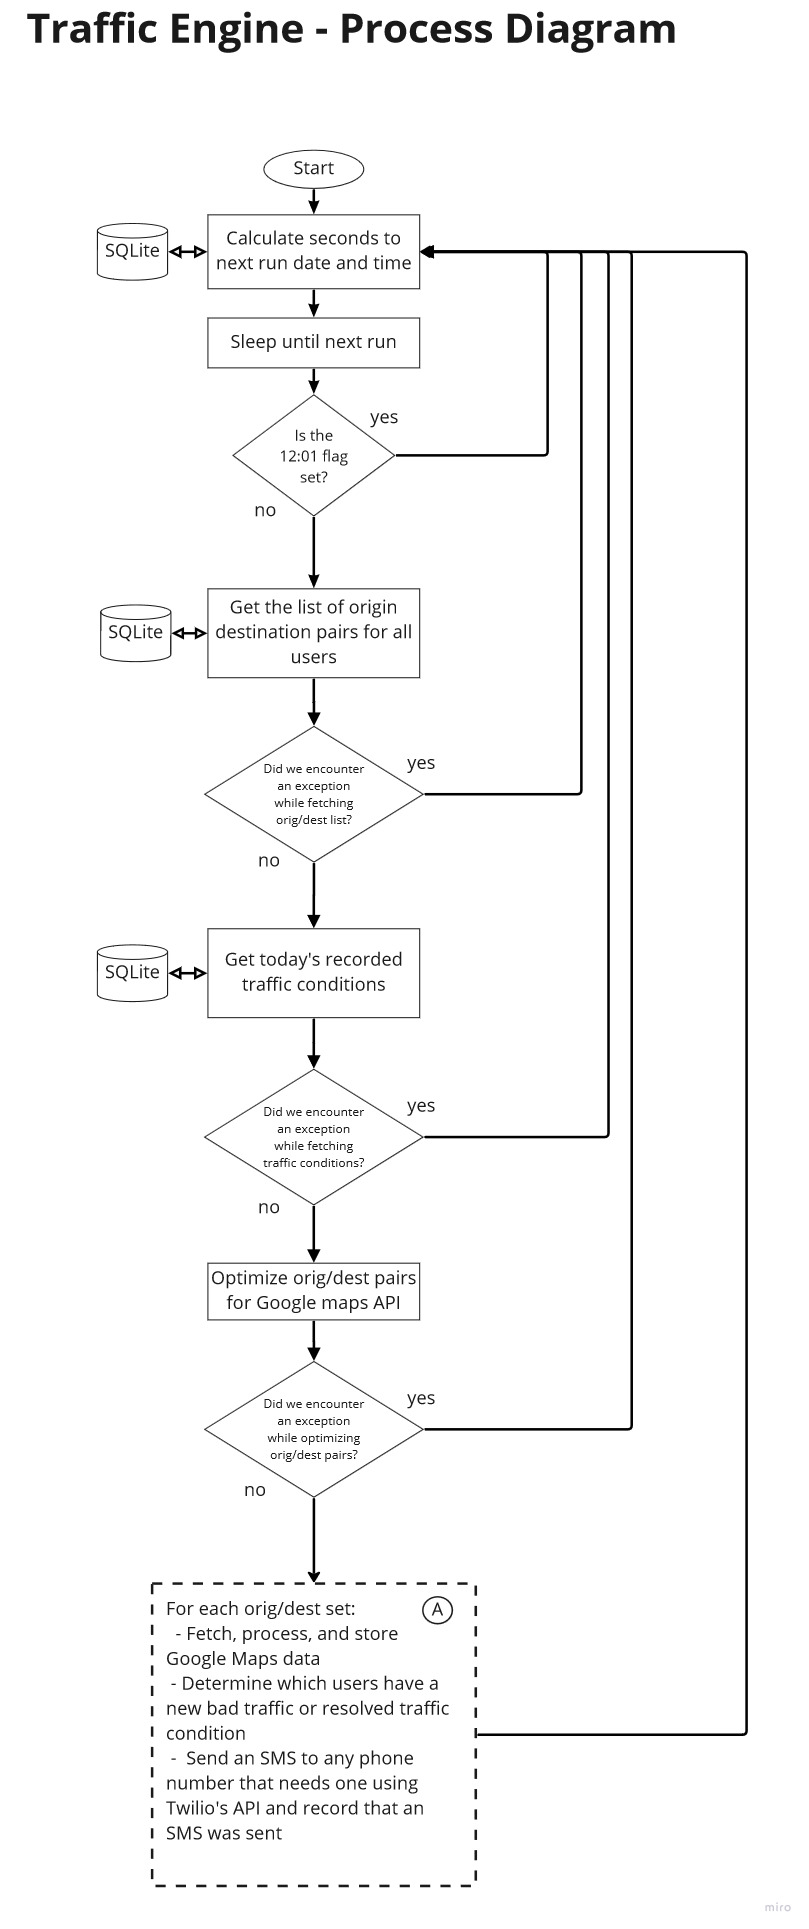 Traffic Engine - Process Diagram
Start
SQLite
Calculate seconds to
next run date and time
Sleep until next run
yes
Is the
12:01 flag
set?
no
SQLite
Get the list of origin
destination pairs for all
users
yes
Did we encounter
an exception
while fetching
orig/dest list?
no
SQLite
Get today's recorded
traffic conditions
yes
Did we encounter
an exception
while fetching
traffic conditions?
no
Optimize orig/dest pairs
for Google maps API
yes
Did we encounter
an exception
while optimizing
orig/dest pairs?
no
A
For each orig/dest set:
- Fetch, process, and store
Google Maps data
- Determine which users have a
new bad traffic or resolved traffic
condition
- Send an SMS to any phone
number that needs one using
Twilio's API and record that an
SMS was sent
miro